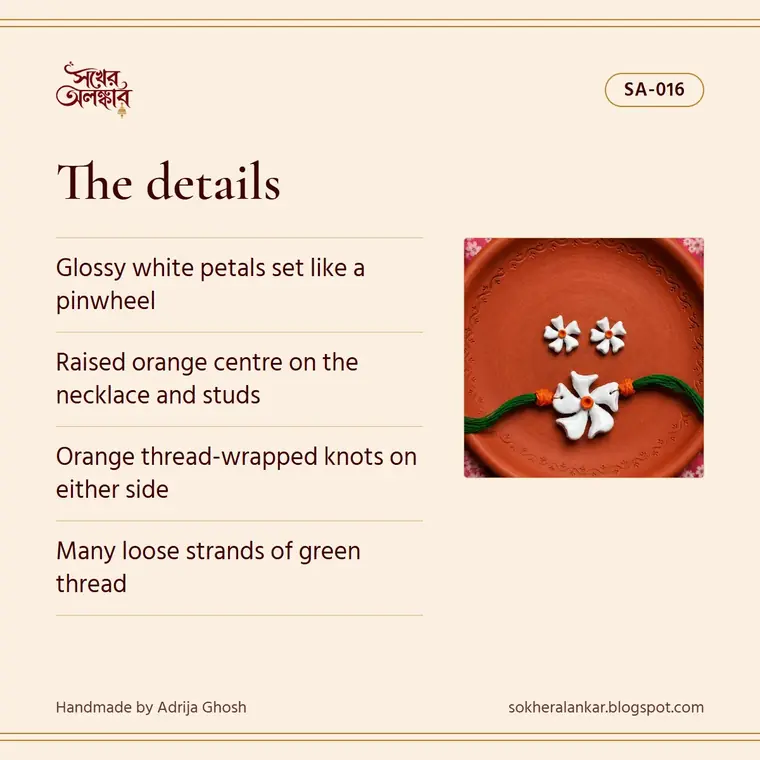 সখের
অলঙ্কার
SA-016
The details
Glossy white petals set like a
pinwheel
Raised orange centre on the
necklace and studs
Orange thread-wrapped knots on
either side
Many loose strands of green
thread
Handmade by Adrija Ghosh
sokheralankar.blogspot.com